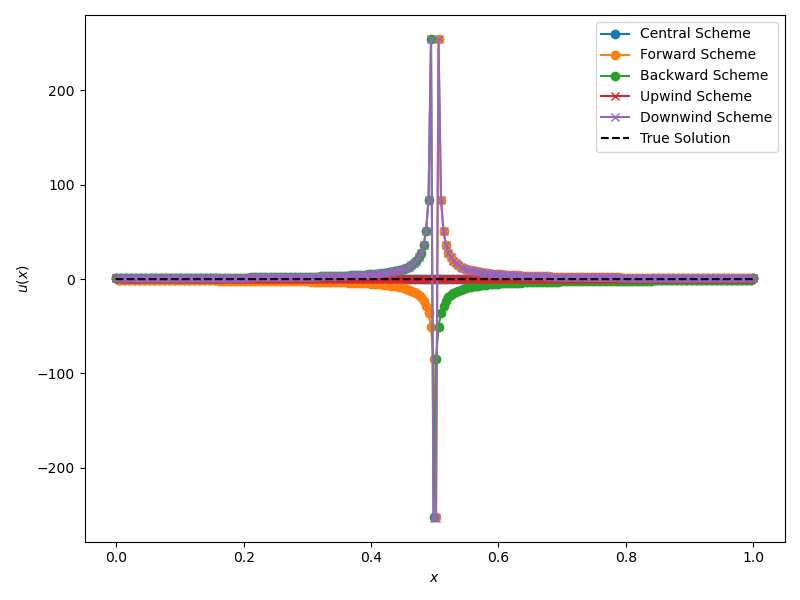 Central Scheme
Forward Scheme
Backward Scheme
Upwind Scheme
Downwind Scheme
True Solution
200
100
0
−100
−200
u(x)
0.0 0.2 0.4 0.6 0.8 1.0
x